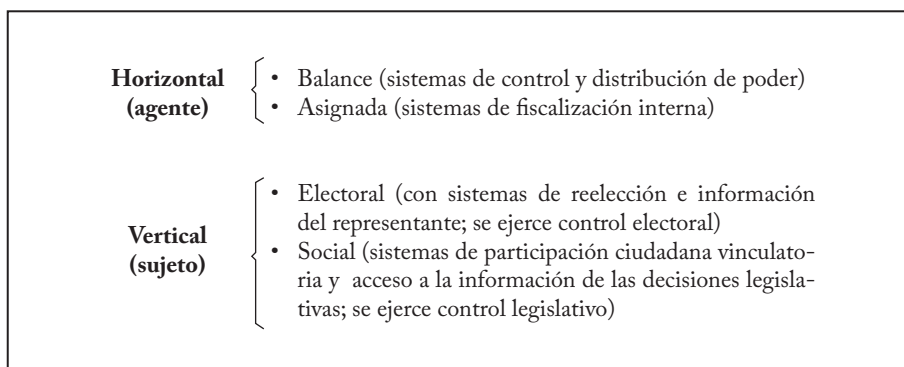 Horizontal
(agente)
• Balance (sistemas de control y distribución de poder)
• Asignada (sistemas de fiscalización interna)
Vertical
(sujeto)
• Electoral (con sistemas de reelección e información
del representante; se ejerce control electoral)
• Social (sistemas de participación ciudadana vinculato-
ria y acceso a la información de las decisiones legisla-
tivas; se ejerce control legislativo)